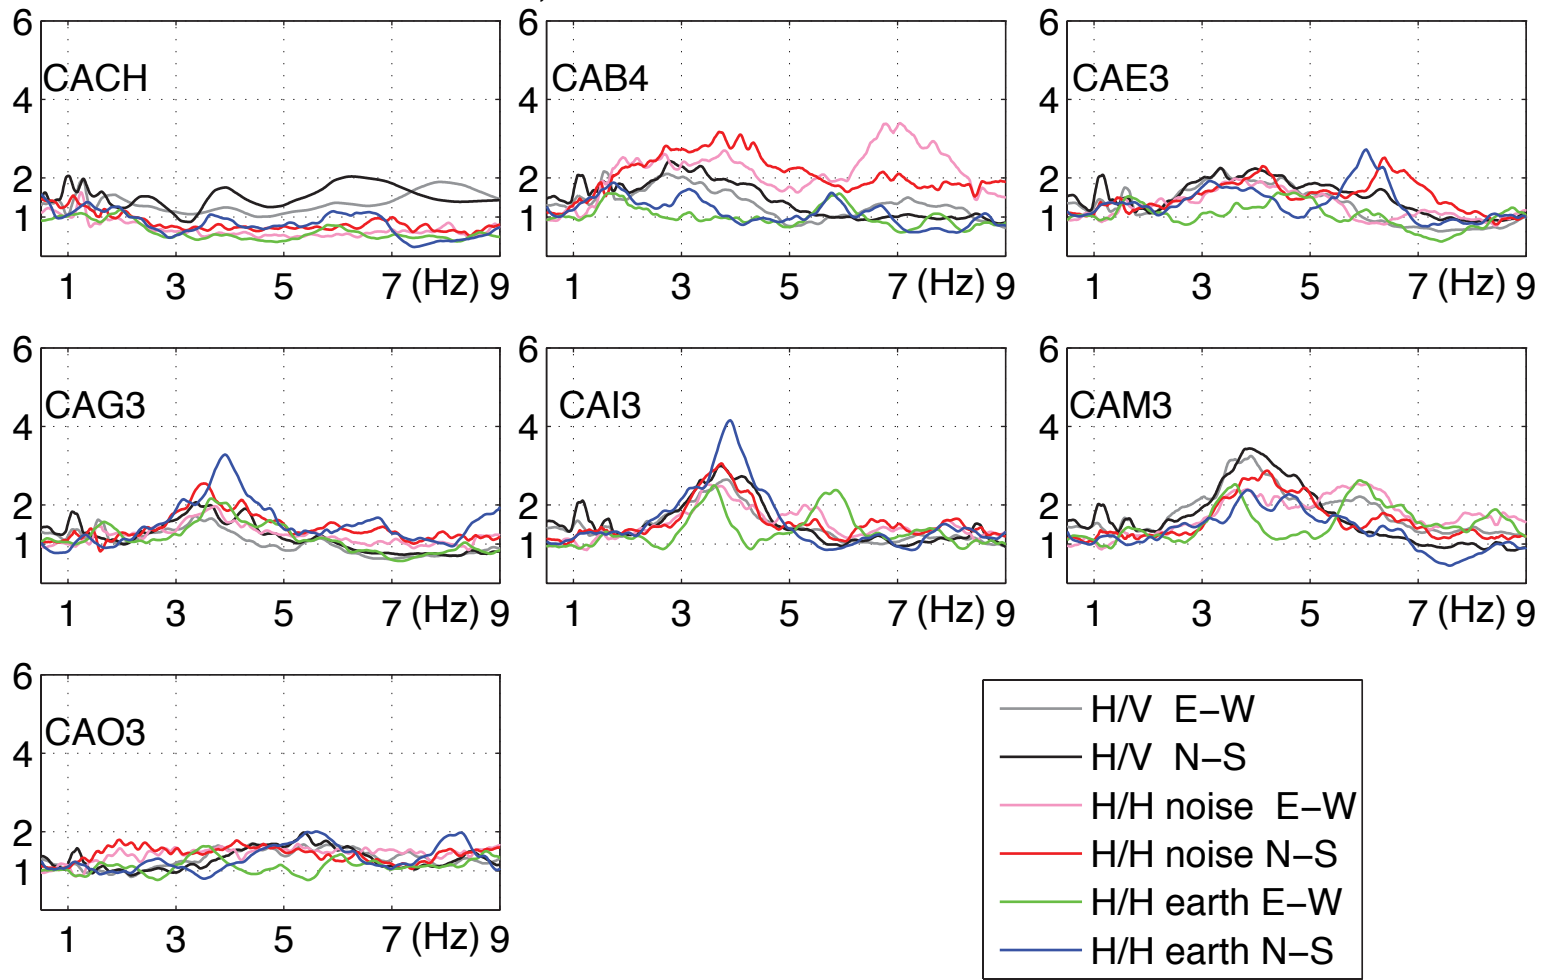 6 6 6
CACH CAB4 CAE3
4 4 4
2 2 2
1 1 1
1 3 5 7 (Hz) 9 1 3 5 7 (Hz) 9 1 3 5 7 (Hz) 9
6 6 6
CAG3 CAI3 CAM3
4 4 4
2 2 2
1 1 1
1 3 5 7 (Hz) 9 1 3 5 7 (Hz) 9 1 3 5 7 (Hz) 9
6
CAO3
4
2
1
1 3 5 7 (Hz) 9
H/V E–W
H/V N–S
H/H noise E–W
H/H noise N–S
H/H earth E–W
H/H earth N–S